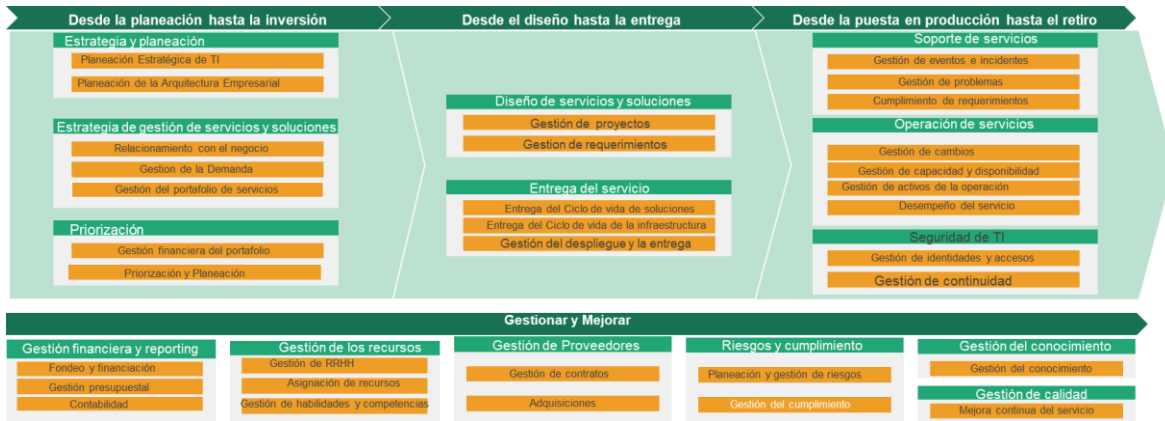 Desde la planeación hasta la inversión
Estrategia y planeación
Planeación Estratégica de TI
Planeación de la Arquitectura Empresarial
Estrategia de gestión de servicios y soluciones
Relacionamiento con el negocio
Gestion de la Demanda
Gestión del portafolio de servicios
Priorización
Gestión financiera del portafolio
Priorización y Planeación
Desde el diseño hasta la entrega
Diseño de servicios y soluciones
Gestión de proyectos
Gestion de requerimientos
Entrega del servicio
Entrega del Ciclo de vida de soluciones
Entrega del Ciclo de vida de la infraestructura
Gestión del despliegue y la entrega
Desde la puesta en producción hasta el retiro
Soporte de servicios
Gestión de eventos e incidentes
Gestión de problemas
Cumplimiento de requerimientos
Operación de servicios
Gestión de cambios
Gestión de capacidad y disponibilidad
Gestión de activos de la operación
Desempeño del servicio
Seguridad de TI
Gestión de identidades y accesos
Gestión de continuidad
Gestionar y Mejorar
Gestión financiera y reporting
Fondeo y financiación
Gestión presupuestal
Contabilidad
Gestión de los recursos
Gestión de RRHH
Asignación de recursos
Gestión de habilidades y competencias
Gestión de Proveedores
Gestión de contratos
Adquisiciones
Riesgos y cumplimiento
Planeación y gestión de riesgos
Gestión del cumplimiento
Gestión del conocimiento
Gestión del conocimiento
Gestión de calidad
Mejora continua del servicio